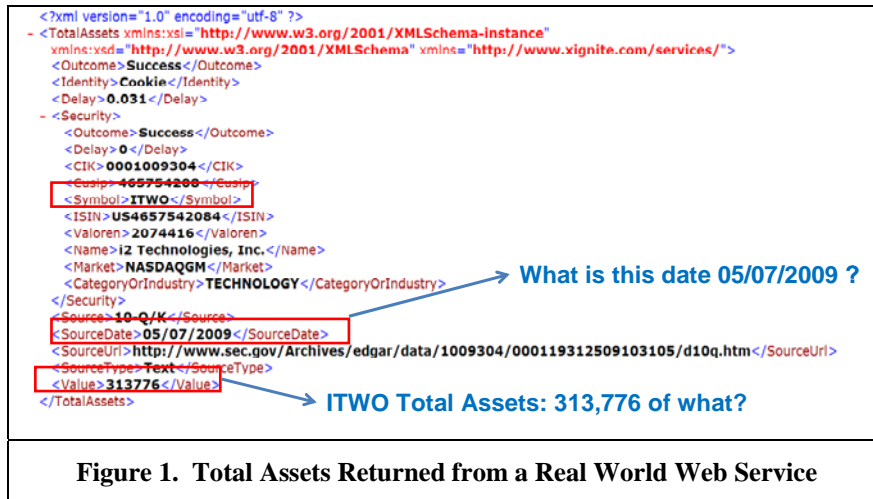 <?xml version="1.0" encoding="utf-8" ?>
- <TotalAssets xmlns:xsi="http://www.w3.org/2001/XMLSchema-instance"
xmlns:xsd="http://www.w3.org/2001/XMLSchema" xmlns="http://www.xignite.com/services/">
<Outcome>Success</Outcome>
<Identity>Cookie</Identity>
<Delay>0.031</Delay>
- <Security>
<Outcome>Success</Outcome>
<Delay>0</Delay>
<CIK>0001009304</CIK>
<Cusip>465754208</Cusip>
<Symbol>ITWO</Symbol>
<ISIN>US4657542084</ISIN>
<Valoren>2074416</Valoren>
<Name>i2 Technologies, Inc.</Name>
<Market>NASDAQGM</Market>
<CategoryOrIndustry>TECHNOLOGY</CategoryOrIndustry>
What is this date 05/07/2009 ?
</Security>
<Source>10-Q/K</Source>
<SourceDate>05/07/2009</SourceDate>
<SourceUrl>http://www.sec.gov/Archives/edgar/data/1009304/000119312509103105/d10q.htm</SourceUrl>
<SourceType>Text</SourceType>
<Value>313776</Value>
</TotalAssets>
ITWO Total Assets: 313,776 of what?
Figure 1. Total Assets Returned from a Real World Web Service